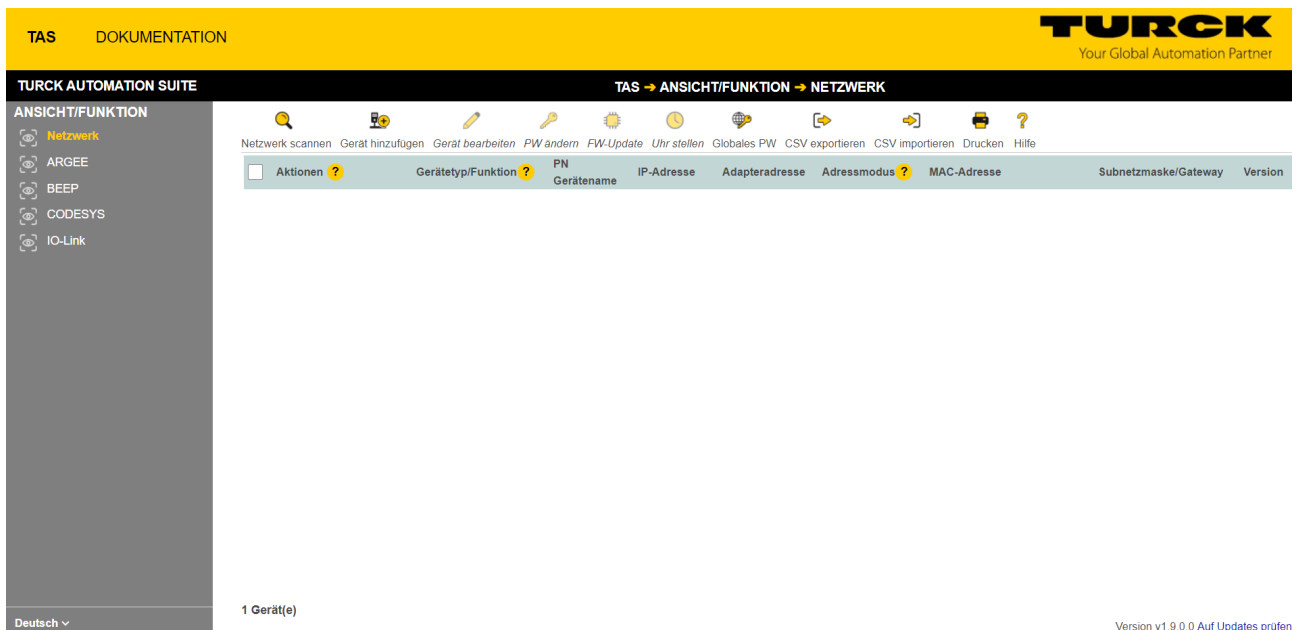 TAS DOKUMENTATION
TURCK
Your Global Automation Partner
TURCK AUTOMATION SUITE
TAS ➔ ANSICHT/FUNKTION ➔ NETZWERK
ANSICHT/FUNKTION
Netzwerk
ARGEE
BEEP
CODESYS
IO-Link
Netzwerk scannen Gerät hinzufügen Gerät bearbeiten PW ändern FW-Update Uhr stellen Globales PW CSV exportieren CSV importieren Drucken Hilfe
Aktionen ? Gerätetyp/Funktion ? PN Gerätename IP-Adresse Adapteradresse Adressmodus ? MAC-Adresse Subnetzmaske/Gateway Version
1 Gerät(e)
Deutsch
Version v1.9.0.0 Auf Updates prüfen